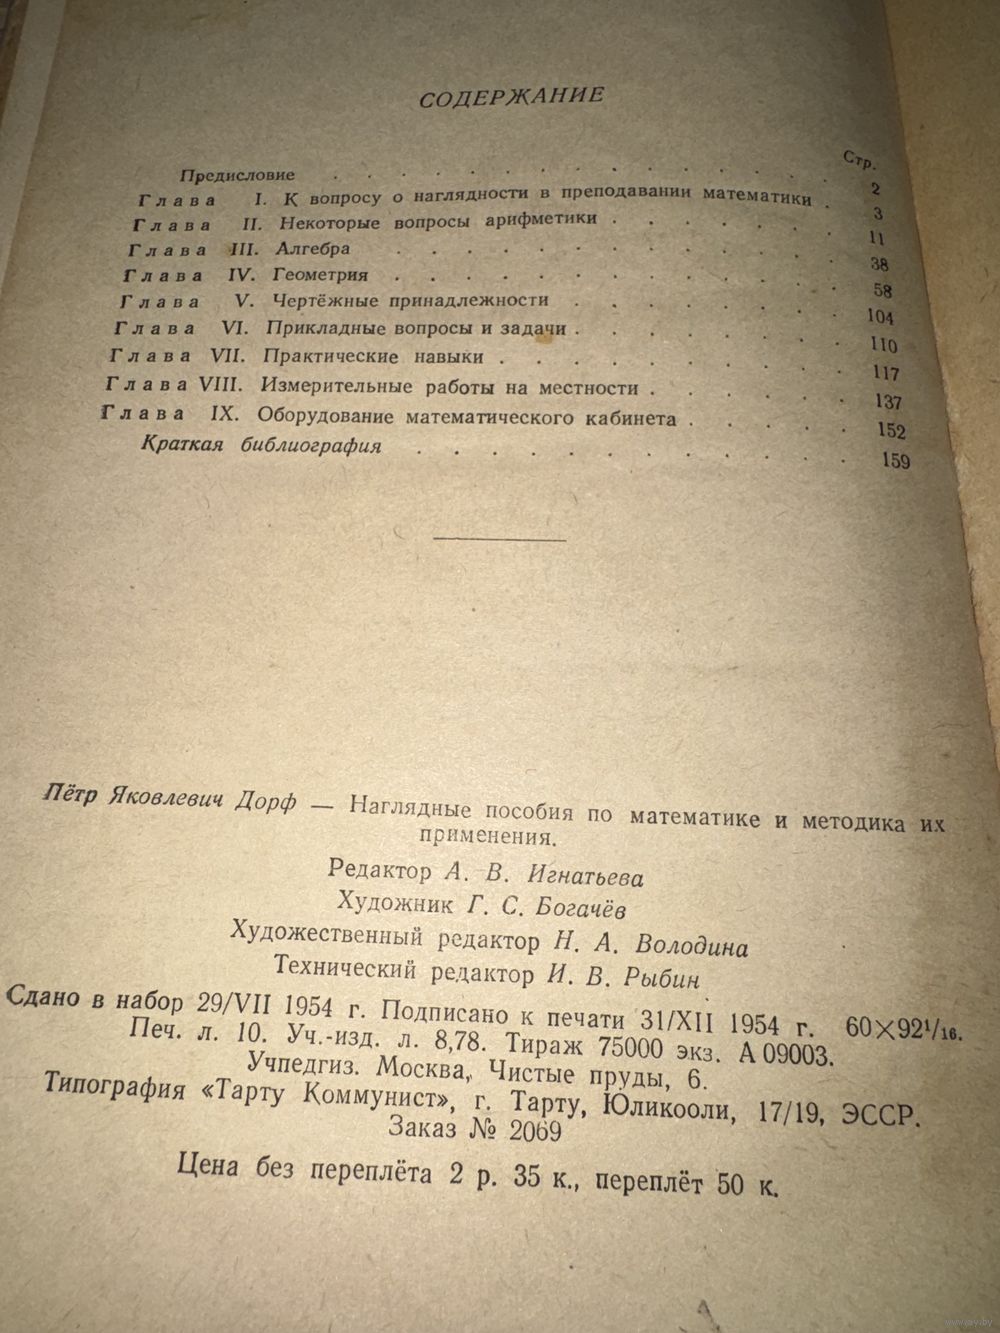 СОДЕРЖАНИЕ
Стр.
Предисловие . . . . . . . . . . . . . 2
Глава I. К вопросу о наглядности в преподавании математики . 3
Глава II. Некоторые вопросы арифметики . . . . . . 11
Глава III. Алгебра . . . . . . . . . . . . 38
Глава IV. Геометрия . . . . . . . . . . . 58
Глава V. Чертёжные принадлежности . . . . . . . 104
Глава VI. Прикладные вопросы и задачи . . . . . . . 110
Глава VII. Практические навыки . . . . . . . . . 117
Глава VIII. Измерительные работы на местности . . . . . . 137
Глава IX. Оборудование математического кабинета . . . . . 152
Краткая библиография . . . . . . . . . . . . 159
Пётр Яковлевич Дорф — Наглядные пособия по математике и методика их
применения.
Редактор А. В. Игнатьева
Художник Г. С. Богачёв
Художественный редактор Н. А. Володина
Технический редактор И. В. Рыбин
Сдано в набор 29/VII 1954 г. Подписано к печати 31/XII 1954 г. 60×92¹/₁₆.
Печ. л. 10. Уч.-изд. л. 8,78. Тираж 75000 экз. А 09003.
Учпедгиз. Москва, Чистые пруды, 6.
Типография «Тарту Коммунист», г. Тарту, Юликооли, 17/19, ЭССР.
Заказ № 2069
Цена без переплёта 2 р. 35 к., переплёт 50 к.
www.ay.by